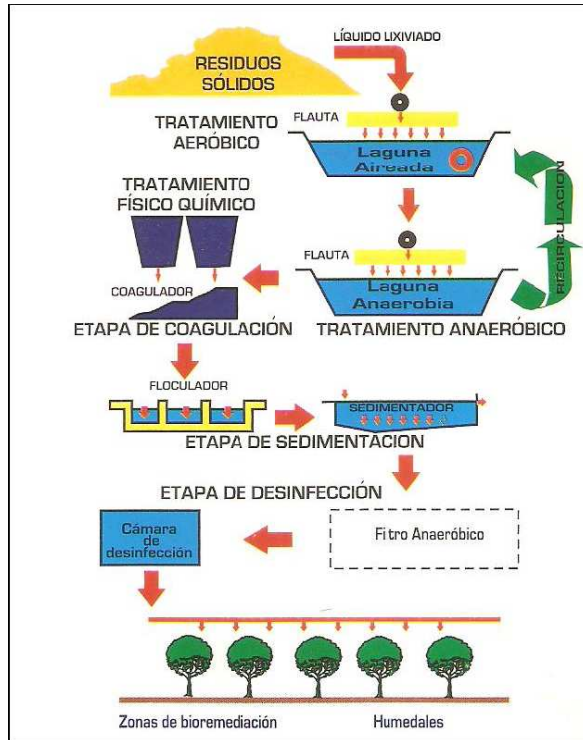 LÍQUIDO LIXIVIADO
RESIDUOS
SÓLIDOS
FLAUTA
TRATAMIENTO
AERÓBICO
Laguna
Aireada
TRATAMIENTO
FÍSICO QUÍMICO
RECIRCULACIÓN
FLAUTA
COAGULADOR
Laguna
Anaerobia
ETAPA DE COAGULACIÓN
TRATAMIENTO ANAERÓBICO
FLOCULADOR
SEDIMENTADOR
ETAPA DE SEDIMENTACION
ETAPA DE DESINFECCIÓN
Cámara
de
desinfección
Fitro Anaeróbico
Zonas de bioremediación
Humedales